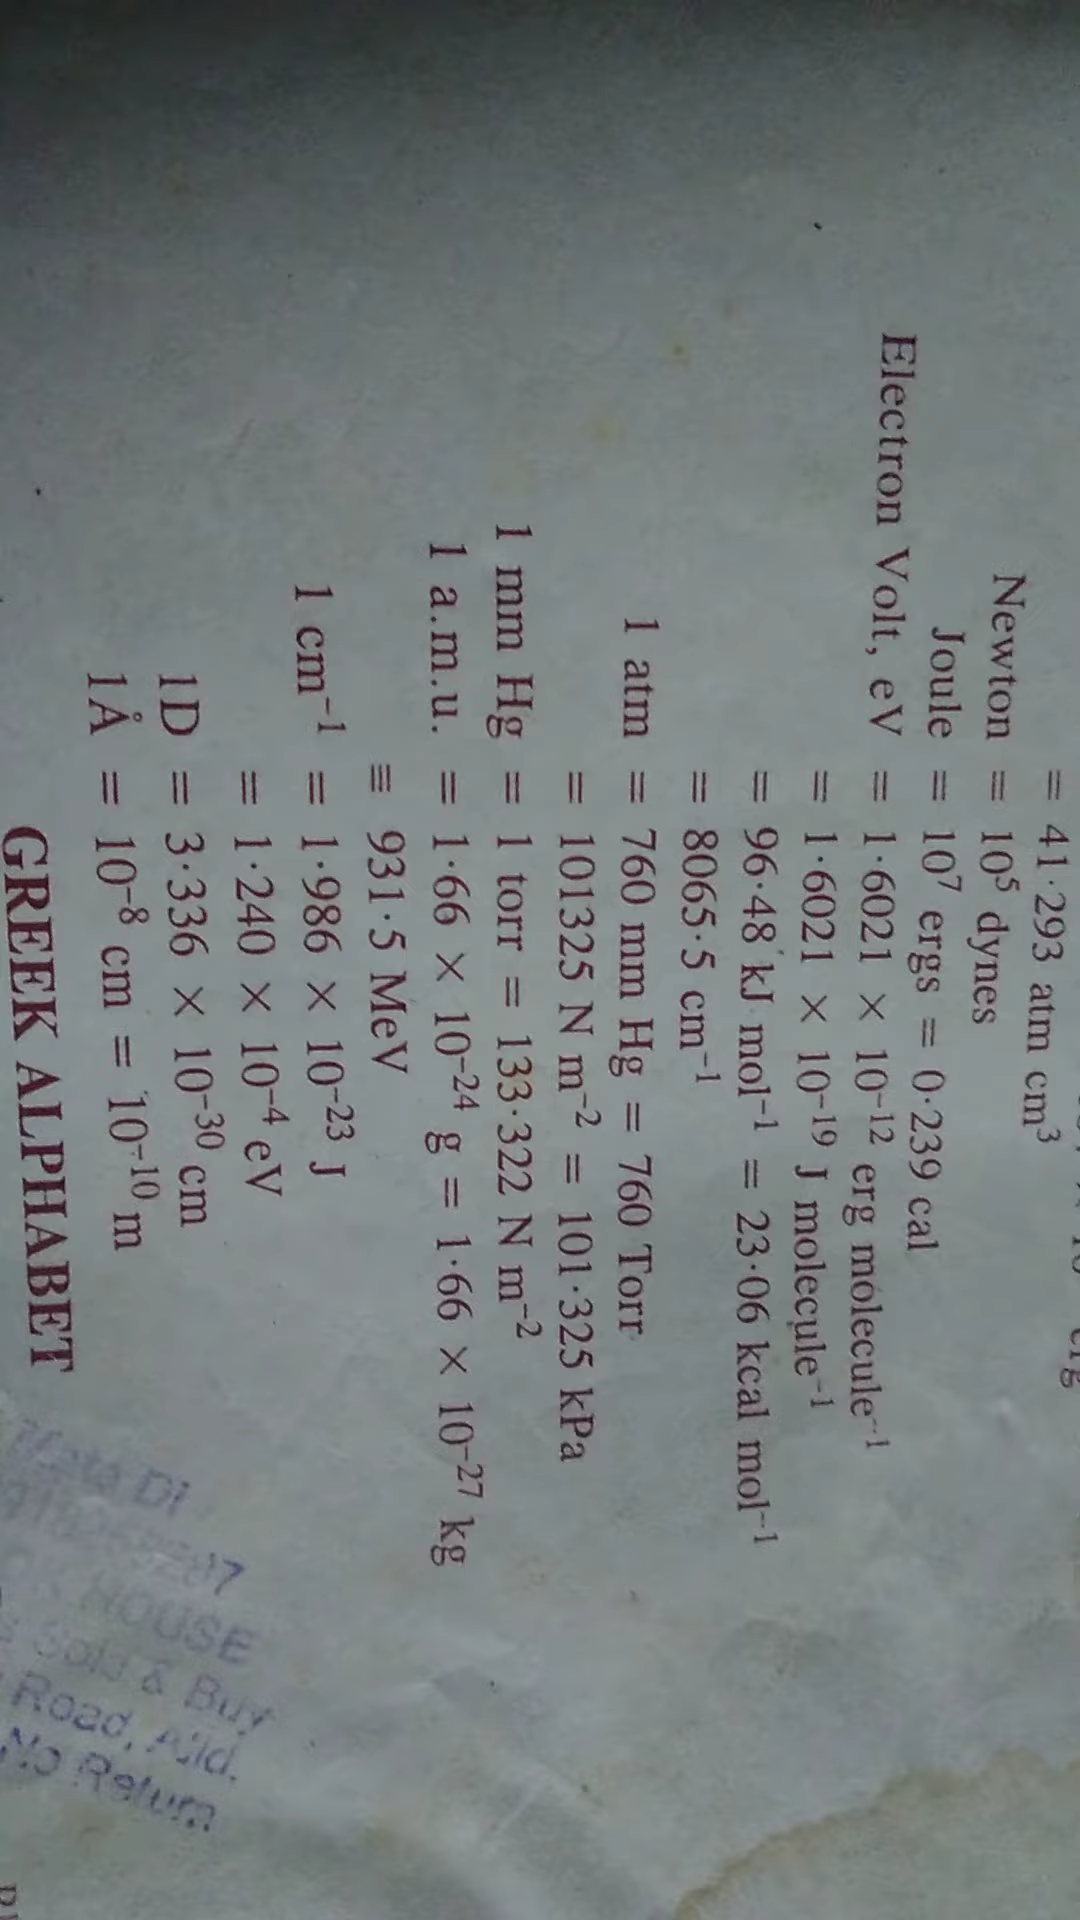 = 41·293 atm cm³
Newton = 10⁵ dynes
Joule = 10⁷ ergs = 0·239 cal
Electron Volt, eV = 1·6021 × 10⁻¹² erg molecule⁻¹
= 1·6021 × 10⁻¹⁹ J molecule⁻¹
= 96·48 kJ mol⁻¹ = 23·06 kcal mol⁻¹
= 8065·5 cm⁻¹
1 atm = 760 mm Hg = 760 Torr
= 101325 N m⁻² = 101·325 kPa
1 mm Hg = 1 torr = 133·322 N m⁻²
1 a.m.u. = 1·66 × 10⁻²⁴ g = 1·66 × 10⁻²⁷ kg
≡ 931·5 MeV
1 cm⁻¹ = 1·986 × 10⁻²³ J
= 1·240 × 10⁻⁴ eV
1D = 3·336 × 10⁻³⁰ cm
1Å = 10⁻⁸ cm = 10⁻¹⁰ m
GREEK ALPHABET
HOUSE
Sold & Buy
Road, Alld.
No Return